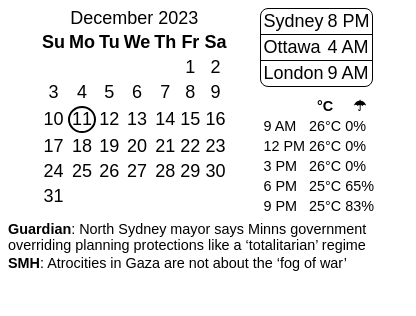 December 2023
Su Mo Tu We Th Fr Sa
1 2
3 4 5 6 7 8 9
10 11 12 13 14 15 16
17 18 19 20 21 22 23
24 25 26 27 28 29 30
31
Sydney 8 PM
Ottawa 4 AM
London 9 AM
°C ☂
9 AM 26°C 0%
12 PM 26°C 0%
3 PM 26°C 0%
6 PM 25°C 65%
9 PM 25°C 83%
Guardian: North Sydney mayor says Minns government
overriding planning protections like a ‘totalitarian’ regime
SMH: Atrocities in Gaza are not about the ‘fog of war’